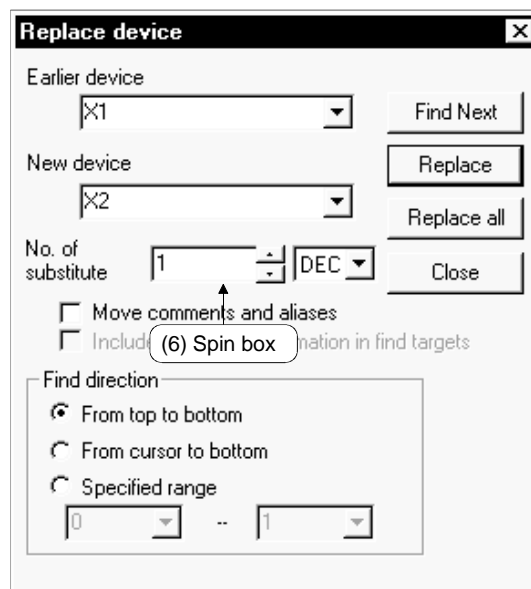 Replace device
Earlier device
X1
Find Next
New device
Replace
X2
Replace all
No. of substitute
1
DEC
Close
Move comments and aliases
(6) Spin box
Include mation in find targets
Find direction
From top to bottom
From cursor to bottom
Specified range
0 -- 1